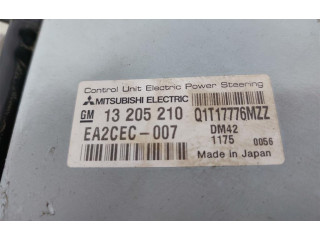 Control Unit Electric Power Steering
MITSUBISHI ELECTRIC
GM 13 205 210 Q1T17776MZZ
EA2CEC-007 DM42
1175 0056
Made in Japan